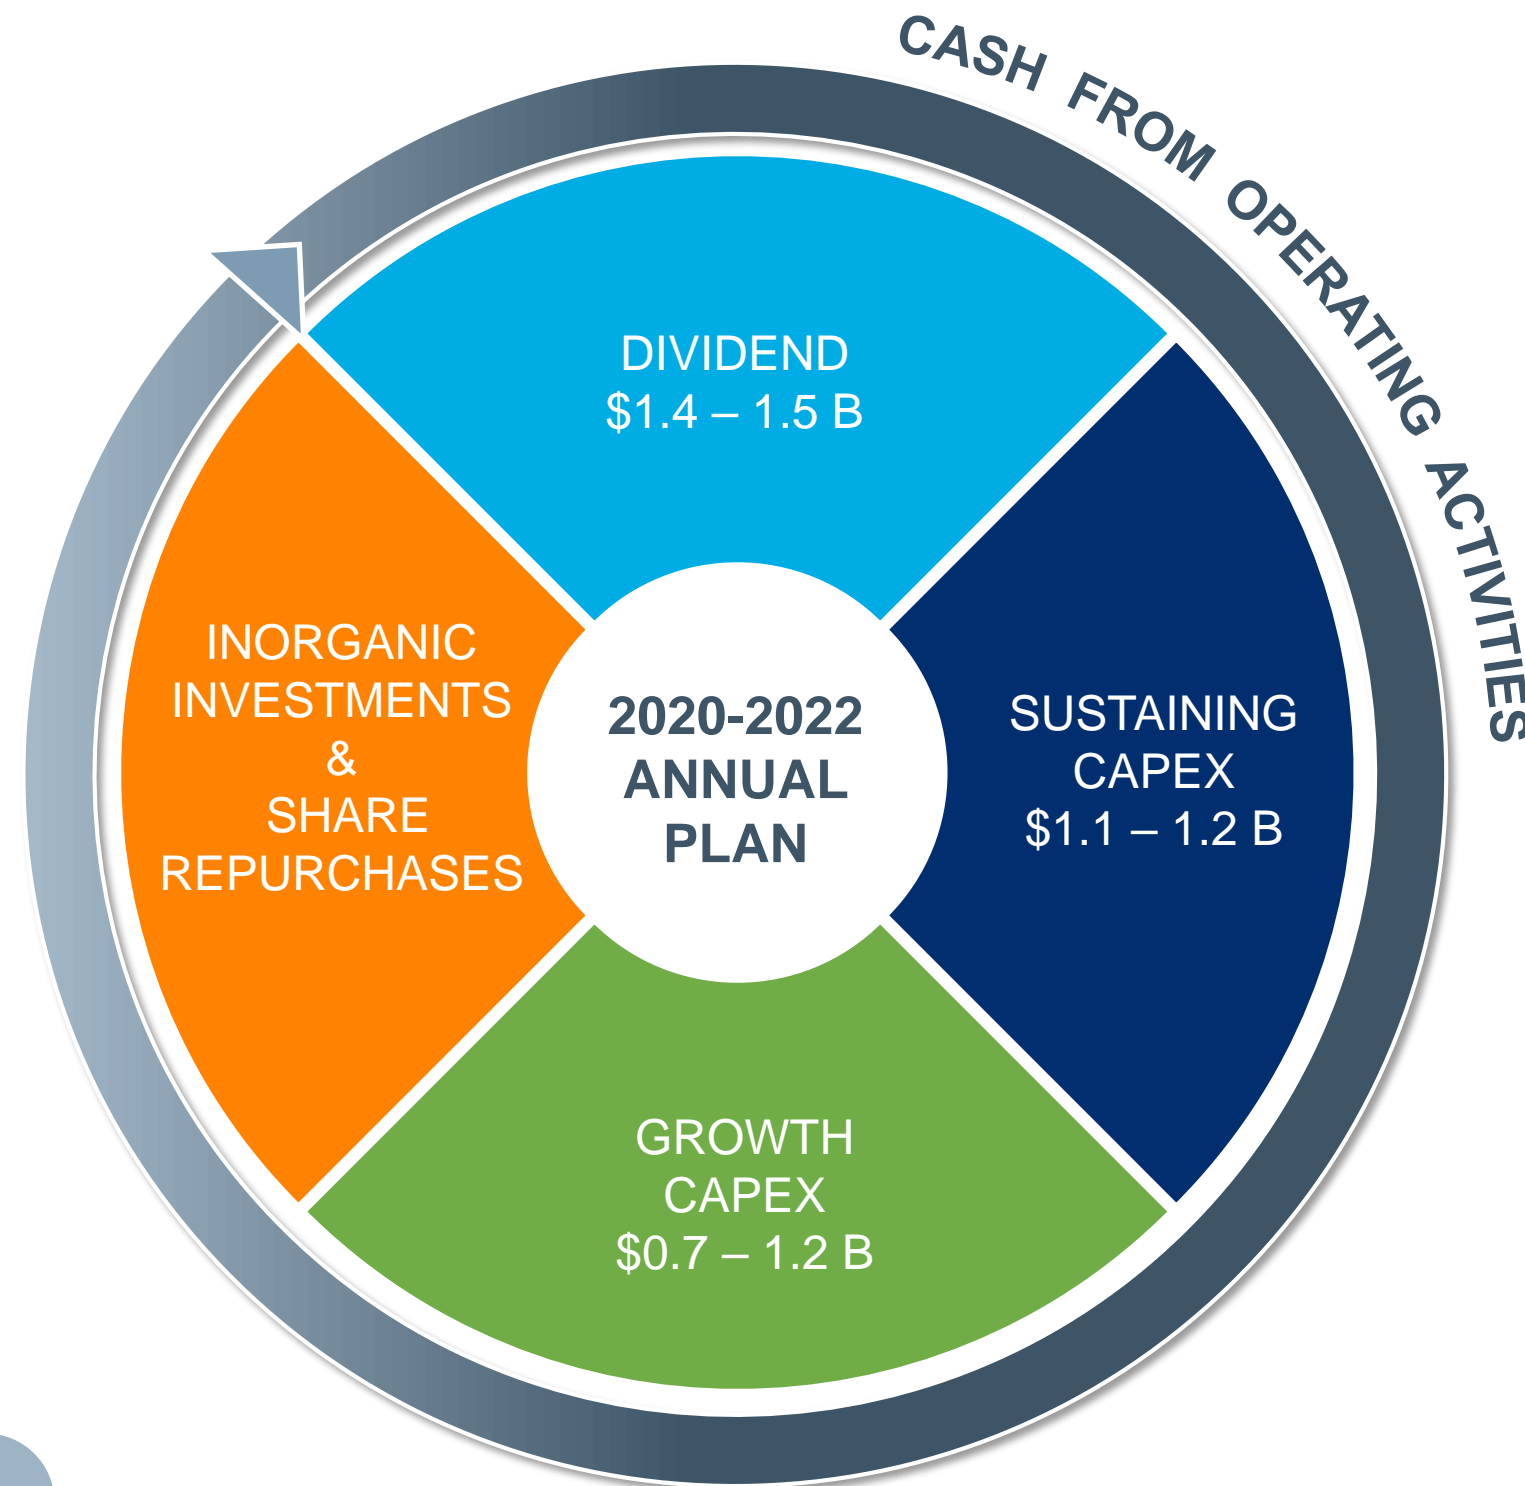 CASH FROM OPERATING ACTIVITIES
DIVIDEND
$1.4 – 1.5 B
SUSTAINING
CAPEX
$1.1 – 1.2 B
GROWTH
CAPEX
$0.7 – 1.2 B
INORGANIC
INVESTMENTS
&
SHARE
REPURCHASES
2020-2022
ANNUAL
PLAN